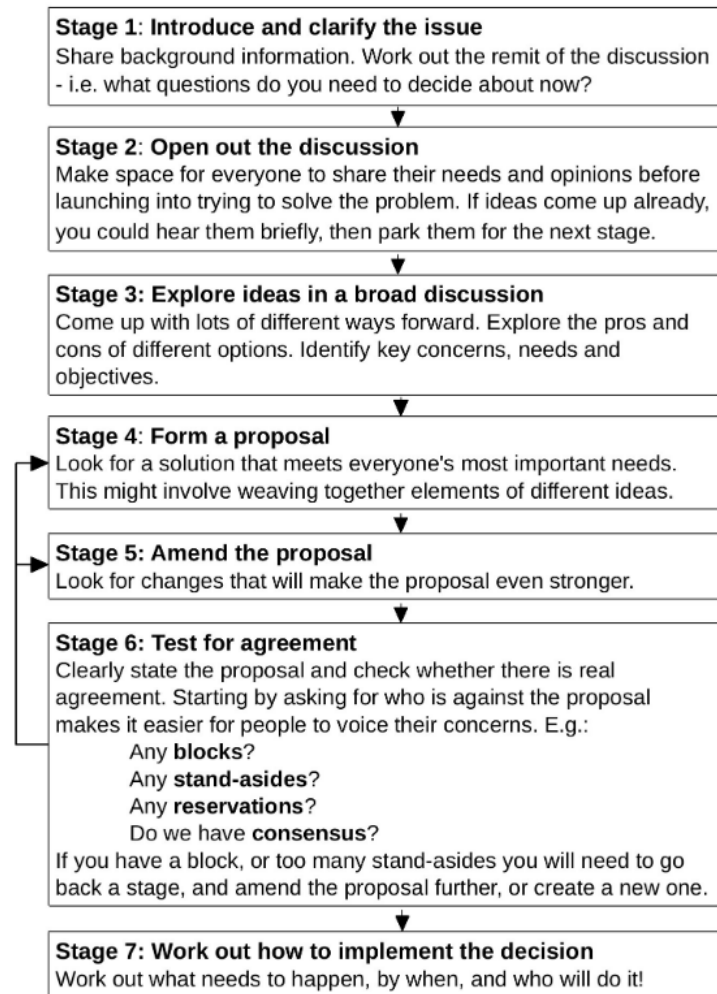 Stage 1: Introduce and clarify the issue
Share background information. Work out the remit of the discussion
- i.e. what questions do you need to decide about now?
Stage 2: Open out the discussion
Make space for everyone to share their needs and opinions before
launching into trying to solve the problem. If ideas come up already,
you could hear them briefly, then park them for the next stage.
Stage 3: Explore ideas in a broad discussion
Come up with lots of different ways forward. Explore the pros and
cons of different options. Identify key concerns, needs and
objectives.
Stage 4: Form a proposal
Look for a solution that meets everyone's most important needs.
This might involve weaving together elements of different ideas.
Stage 5: Amend the proposal
Look for changes that will make the proposal even stronger.
Stage 6: Test for agreement
Clearly state the proposal and check whether there is real
agreement. Starting by asking for who is against the proposal
makes it easier for people to voice their concerns. E.g.:
Any blocks?
Any stand-asides?
Any reservations?
Do we have consensus?
If you have a block, or too many stand-asides you will need to go
back a stage, and amend the proposal further, or create a new one.
Stage 7: Work out how to implement the decision
Work out what needs to happen, by when, and who will do it!